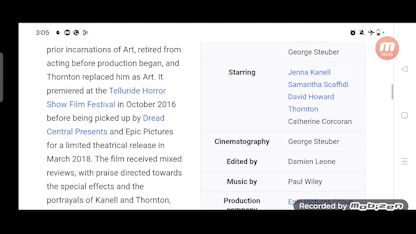 3:05
prior incarnations of Art, retired from
acting before production began, and
Thornton replaced him as Art. It
premiered at the Telluride Horror
Show Film Festival in October 2016
before being picked up by Dread
Central Presents and Epic Pictures
for a limited theatrical release in
March 2018. The film received mixed
reviews, with praise directed towards
the special effects and the
portrayals of Kanell and Thornton,
George Steuber
Starring
Jenna Kanell
Samantha Scaffidi
David Howard
Thornton
Catherine Corcoran
Cinematography
George Steuber
Edited by
Damien Leone
Music by
Paul Wiley
Production
company
Recorded by Mobizen